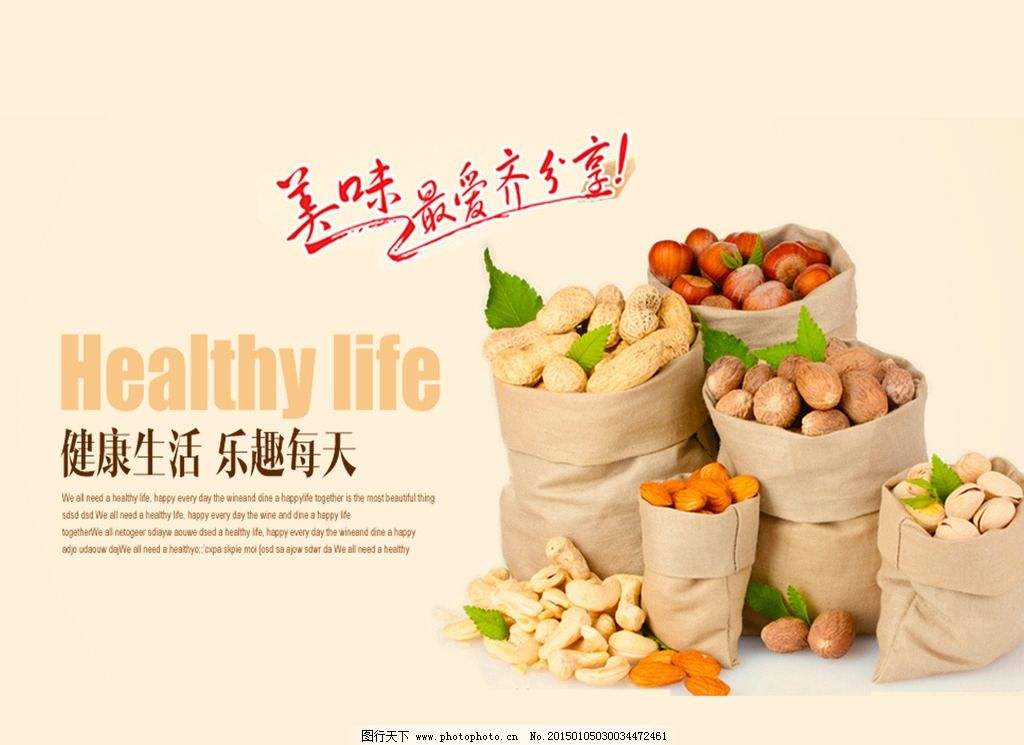 美味最爱齐分享!
Healthy life
健康生活 乐趣每天
We all need a healthy life, happy every day the wineand dine a happylife together is the most beautiful thing
sdsd dsd We all need a healthy life, happy every day the wine and dine a happy life
togetherWe all netogeer sdiayw aouwe dsed a healthy life, happy every day the wineand dine a happy
adjo udaouw dajWe all need a healthyo;:'cxpa skpie moi [osd sa ajow sdwr da We all need a healthy
图行天下 www.photophoto.cn No.20150105030034472461